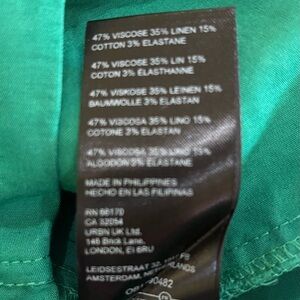 47% VISCOSE 35% LINEN 15%
COTTON 3% ELASTANE
47% VISCOSE 35% LIN 15%
COTON 3% ELASTHANNE
47% VISKOSE 35% LEINEN 15%
BAUMWOLLE 3% ELASTAN
47% VISCOSA 35% LINO 15%
COTONE 3% ELASTAN
47% VISCOSA 35% LINO 15%
ALGODON 3% ELASTANE
MADE IN PHILIPPINES
HECHO EN LAS FILIPINAS
RN 66170
CA 32054
URBN UK Ltd.
146 Brick Lane.
LONDON, E1 6RU
LEIDSESTRAAT
AMSTERDAM, NETHERLANDS